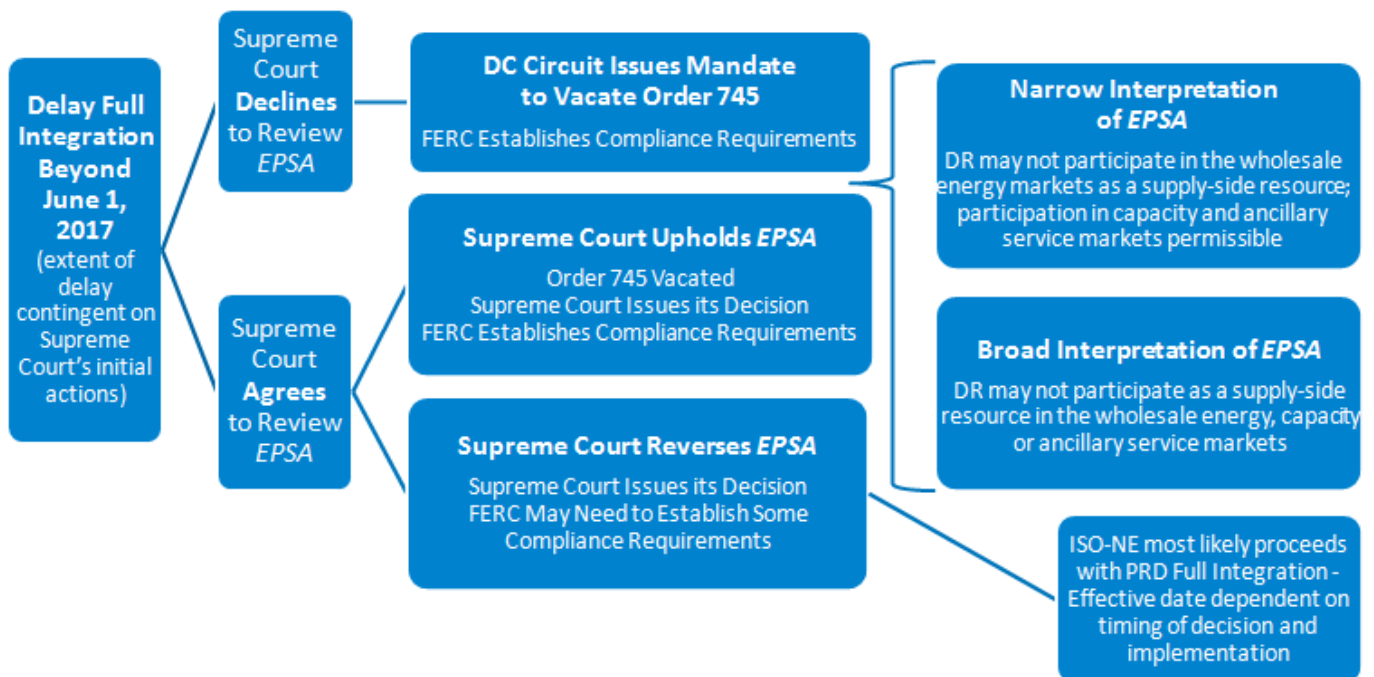 Delay Full
Integration
Beyond
June 1,
2017
(extent of
delay
contingent on
Supreme
Court's initial
actions)
Supreme
Court
Declines
to Review
EPSA
Supreme
Court
Agrees
to Review
EPSA
DC Circuit Issues Mandate
to Vacate Order 745
FERC Establishes Compliance Requirements
Supreme Court Upholds EPSA
Order 745 Vacated
Supreme Court Issues its Decision
FERC Establishes Compliance Requirements
Supreme Court Reverses EPSA
Supreme Court Issues its Decision
FERC May Need to Establish Some
Compliance Requirements
Narrow Interpretation
of EPSA
DR may not participate in the wholesale
energy markets as a supply-side resource;
participation in capacity and ancillary
service markets permissible
Broad Interpretation of EPSA
DR may not participate as a supply-side
resource in the wholesale energy, capacity
or ancillary service markets
ISO-NE most likely proceeds
with PRD Full Integration -
Effective date dependent on
timing of decision and
implementation